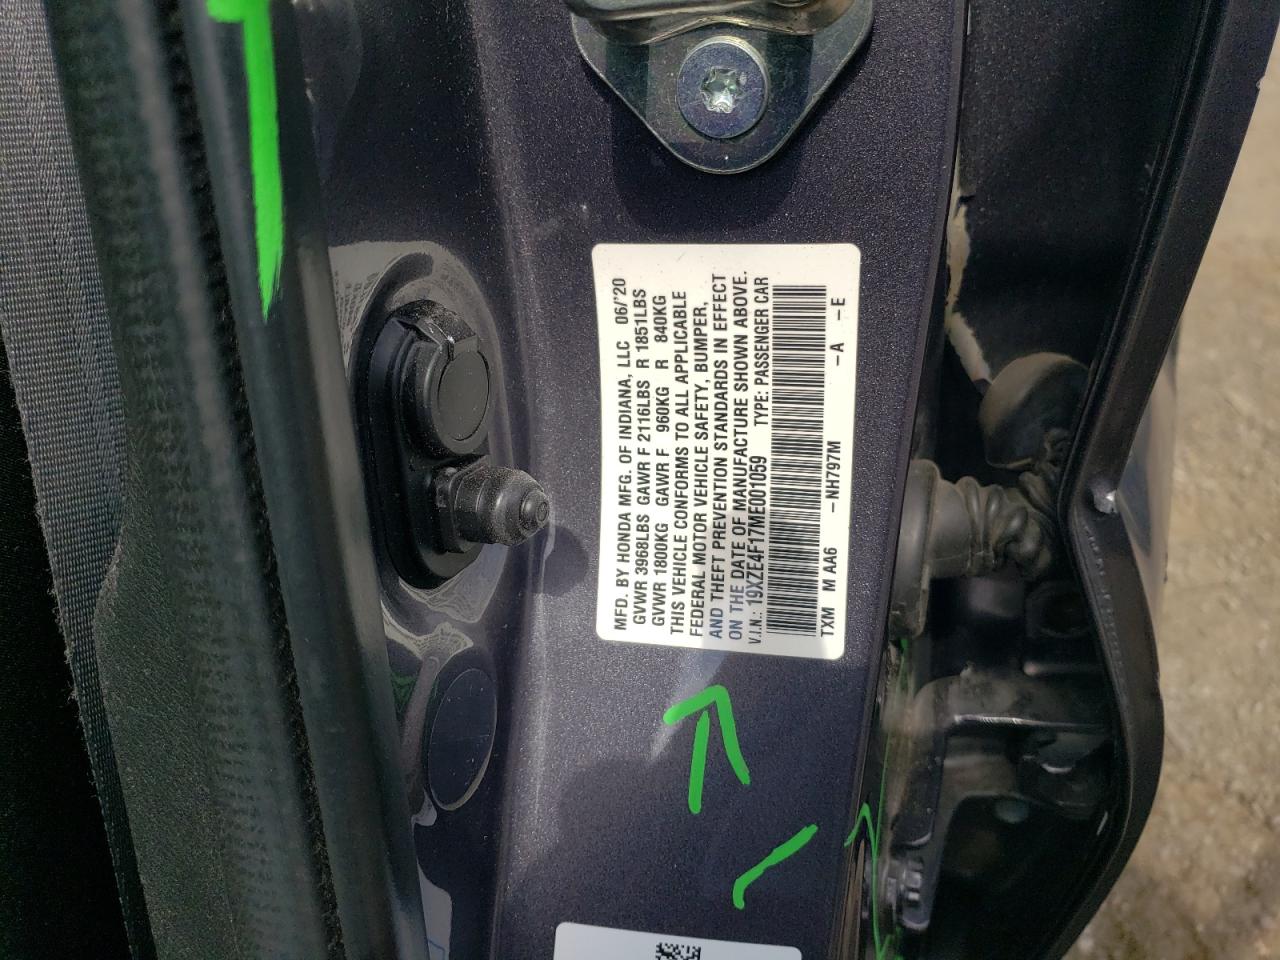 MFD. BY HONDA MFG. OF INDIANA, LLC 06/'20
GVWR 3968LBS GAWR F 2116LBS R 1851LBS
GVWR 1800KG GAWR F 960KG R 840KG
THIS VEHICLE CONFORMS TO ALL APPLICABLE
FEDERAL MOTOR VEHICLE SAFETY, BUMPER,
AND THEFT PREVENTION STANDARDS IN EFFECT
ON THE DATE OF MANUFACTURE SHOWN ABOVE.
V.I.N.: 19XZE4F17ME001059 TYPE: PASSENGER CAR
TXM M AA6 -NH797M -A -E